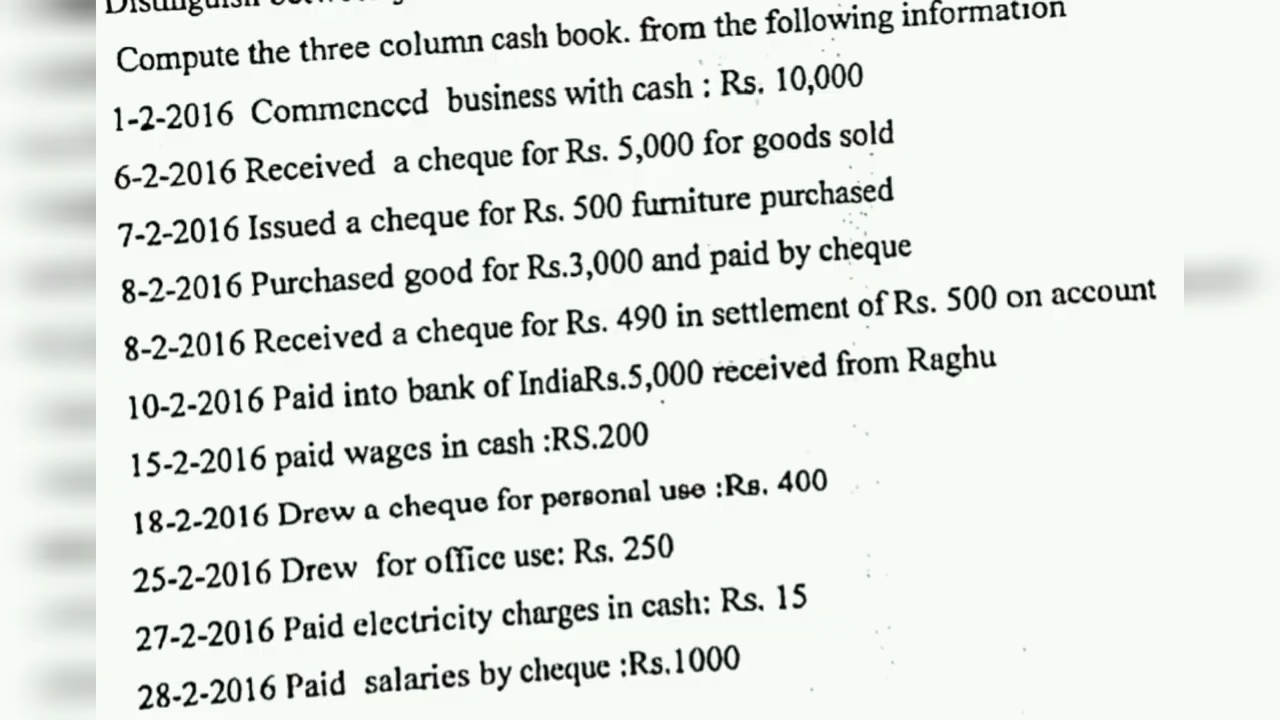 Distinguish between
Compute the three column cash book. from the following information
1-2-2016 Commenced business with cash : Rs. 10,000
6-2-2016 Received a cheque for Rs. 5,000 for goods sold
7-2-2016 Issued a cheque for Rs. 500 furniture purchased
8-2-2016 Purchased good for Rs.3,000 and paid by cheque
8-2-2016 Received a cheque for Rs. 490 in settlement of Rs. 500 on account
10-2-2016 Paid into bank of IndiaRs.5,000 received from Raghu
15-2-2016 paid wages in cash :RS.200
18-2-2016 Drew a cheque for personal use :Rs. 400
25-2-2016 Drew for office use: Rs. 250
27-2-2016 Paid electricity charges in cash: Rs. 15
28-2-2016 Paid salaries by cheque :Rs.1000